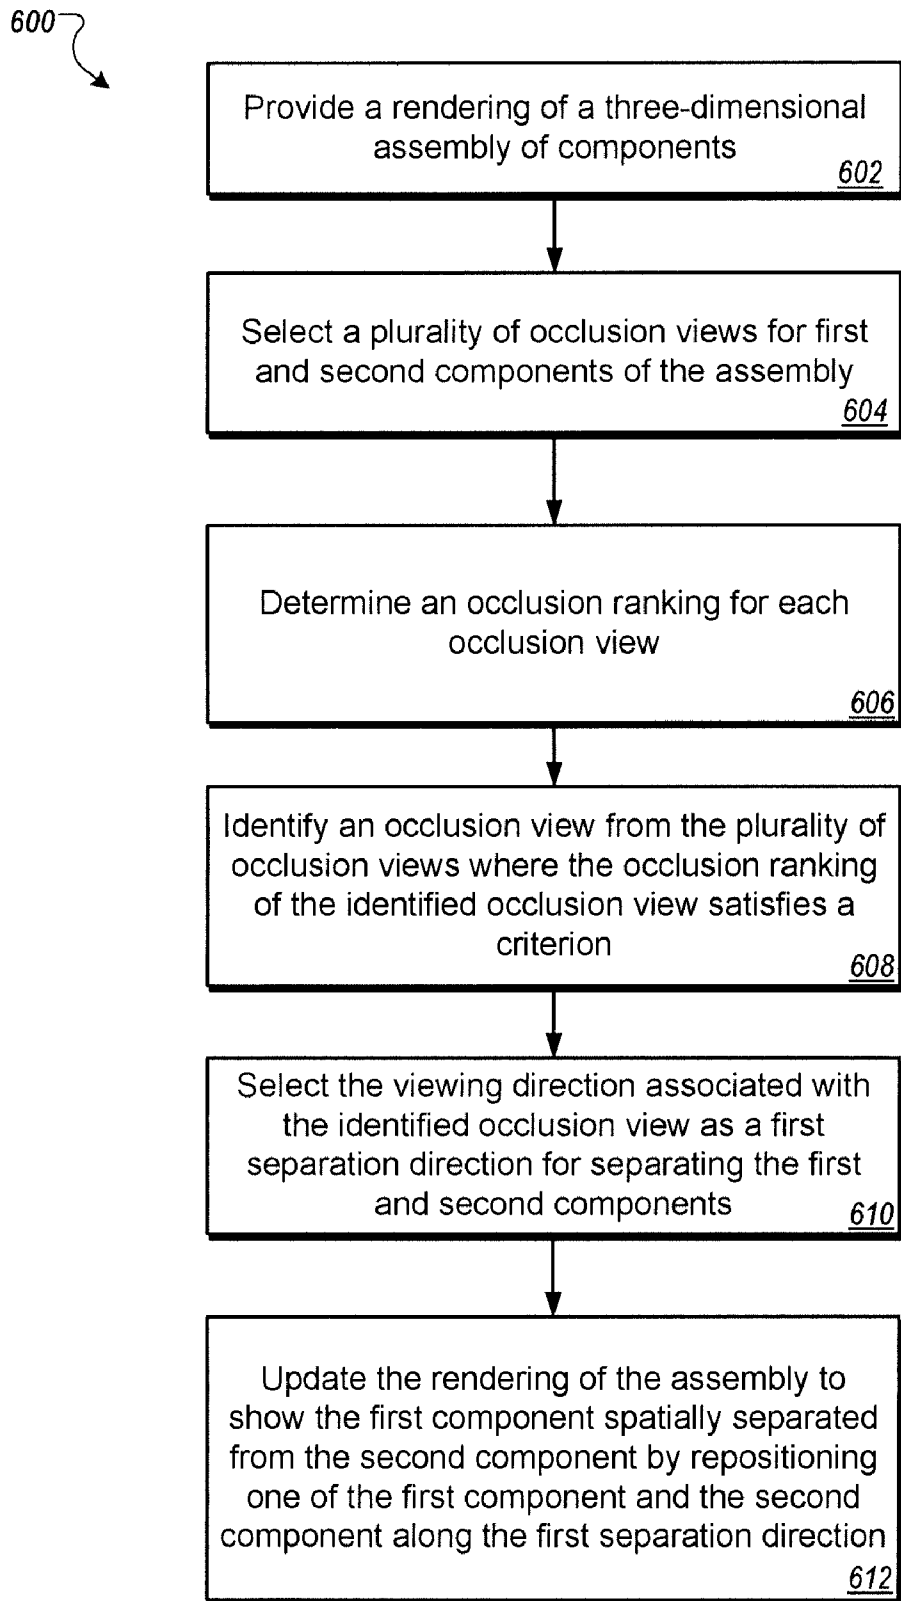 600
Provide a rendering of a three-dimensional
assembly of components
602
Select a plurality of occlusion views for first
and second components of the assembly
604
Determine an occlusion ranking for each
occlusion view
606
Identify an occlusion view from the plurality of
occlusion views where the occlusion ranking
of the identified occlusion view satisfies a
criterion
608
Select the viewing direction associated with
the identified occlusion view as a first
separation direction for separating the first
and second components
610
Update the rendering of the assembly to
show the first component spatially separated
from the second component by repositioning
one of the first component and the second
component along the first separation direction
612